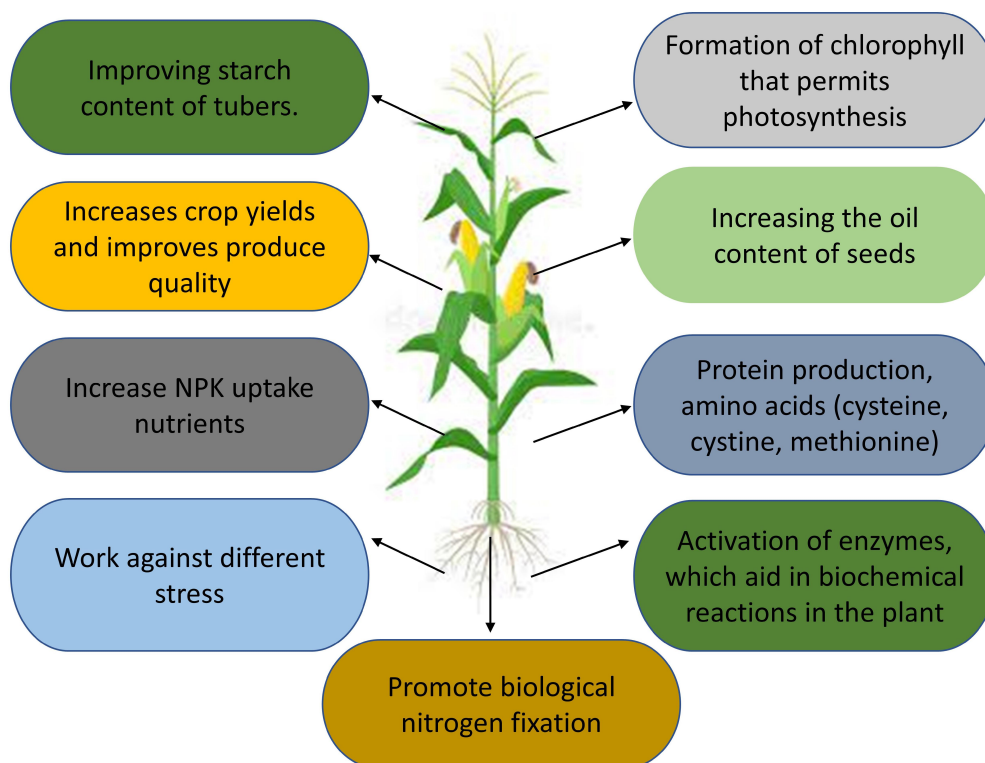 Improving starch
content of tubers.
Formation of chlorophyll
that permits
photosynthesis
Increases crop yields
and improves produce
quality
Increasing the oil
content of seeds
Increase NPK uptake
nutrients
Protein production,
amino acids (cysteine,
cystine, methionine)
Work against different
stress
Activation of enzymes,
which aid in biochemical
reactions in the plant
Promote biological
nitrogen fixation